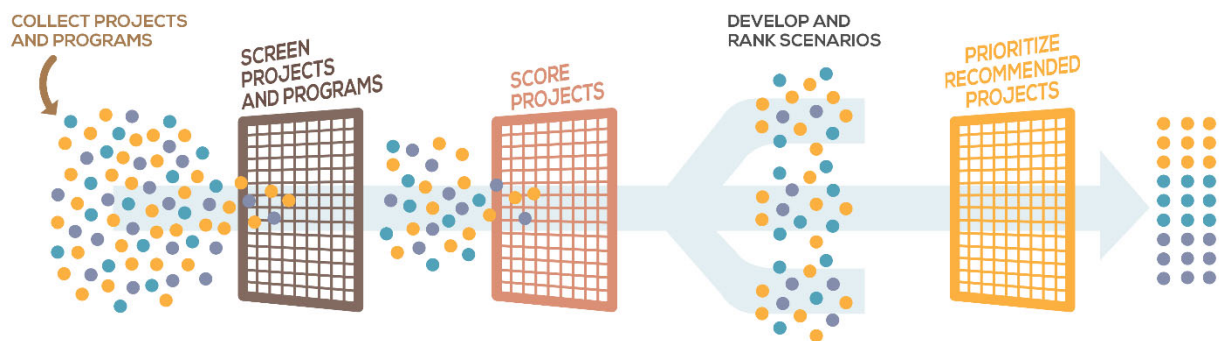 COLLECT PROJECTS
AND PROGRAMS
SCREEN
PROJECTS
AND PROGRAMS
SCORE
PROJECTS
DEVELOP AND
RANK SCENARIOS
PRIORITIZE
RECOMMENDED
PROJECTS